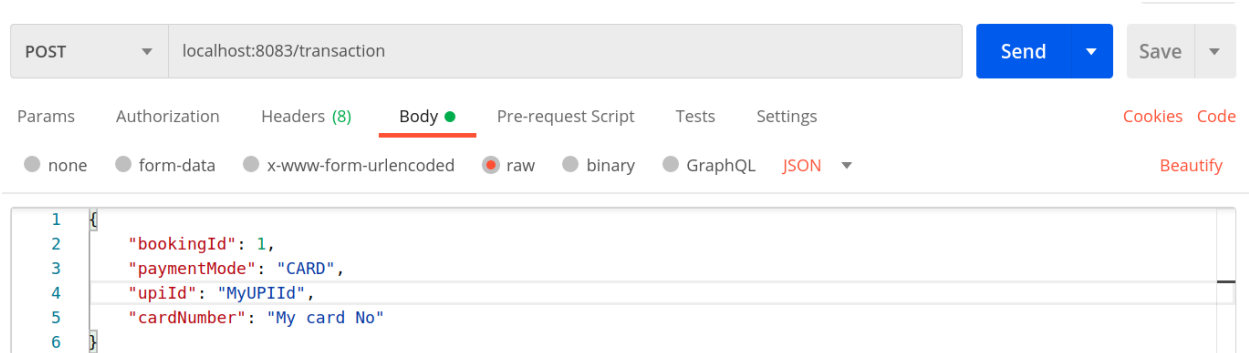 POST localhost:8083/transaction Send Save
Params Authorization Headers (8) Body Pre-request Script Tests Settings Cookies Code
none form-data x-www-form-urlencoded raw binary GraphQL JSON Beautify
1 {
2 "bookingId": 1,
3 "paymentMode": "CARD",
4 "upiId": "MyUPIId",
5 "cardNumber": "My card No"
6 }